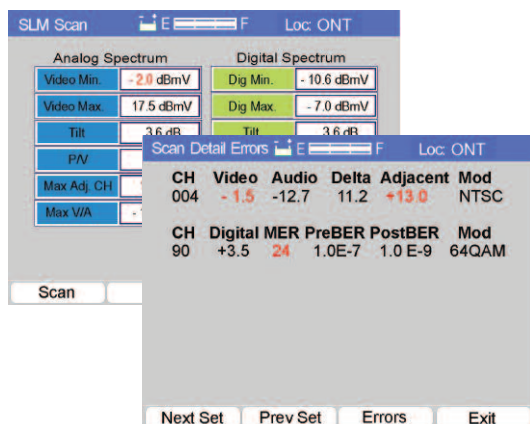 SLM Scan E F Loc: ONT
Analog Spectrum Digital Spectrum
Video Min. - 2.0 dBmV Dig Min. - 10.6 dBmV
Video Max. 17.5 dBmV Dig Max. - 7.0 dBmV
Tilt 3.6 dB Tilt 3.6 dB
P/V
Max Adj. CH
Max V/A -
Scan
Scan Detail Errors E F Loc: ONT
CH Video Audio Delta Adjacent Mod
004 - 1.5 -12.7 11.2 +13.0 NTSC
CH Digital MER PreBER PostBER Mod
90 +3.5 24 1.0E-7 1.0 E-9 64QAM
Next Set Prev Set Errors Exit